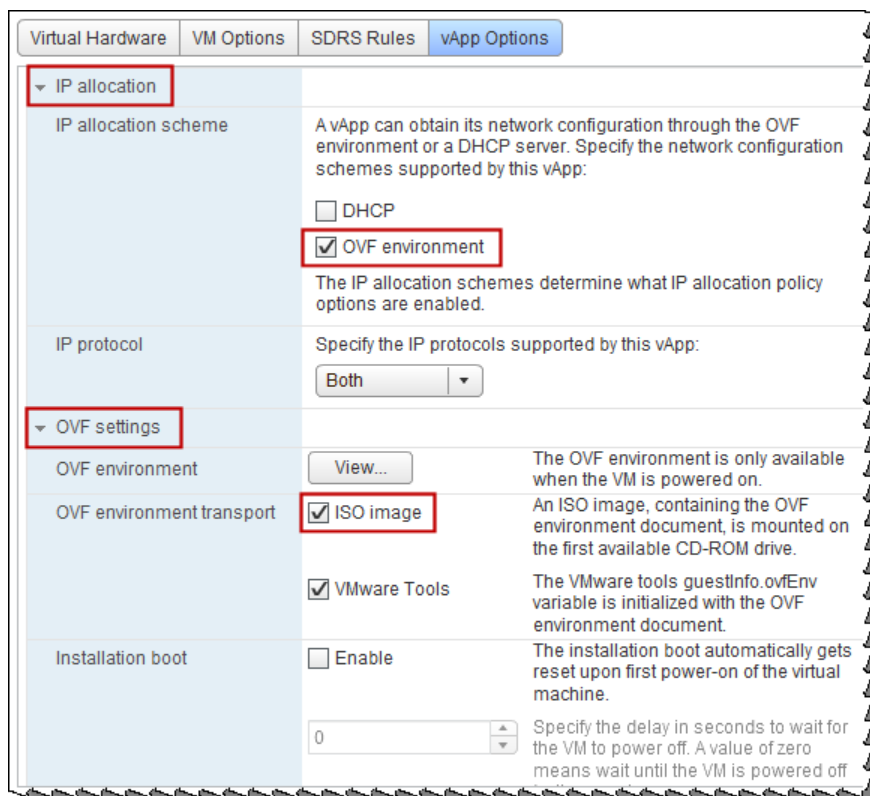 Virtual Hardware VM Options SDRS Rules vApp Options
IP allocation
IP allocation scheme
A vApp can obtain its network configuration through the OVF
environment or a DHCP server. Specify the network configuration
schemes supported by this vApp:
DHCP
OVF environment
The IP allocation schemes determine what IP allocation policy
options are enabled.
IP protocol
Specify the IP protocols supported by this vApp:
Both
OVF settings
OVF environment
View...
The OVF environment is only available
when the VM is powered on.
OVF environment transport
ISO image
An ISO image, containing the OVF
environment document, is mounted on
the first available CD-ROM drive.
VMware Tools
The VMware tools guestInfo.ovfEnv
variable is initialized with the OVF
environment document.
Installation boot
Enable
The installation boot automatically gets
reset upon first power-on of the virtual
machine.
0
Specify the delay in seconds to wait for
the VM to power off. A value of zero
means wait until the VM is powered off